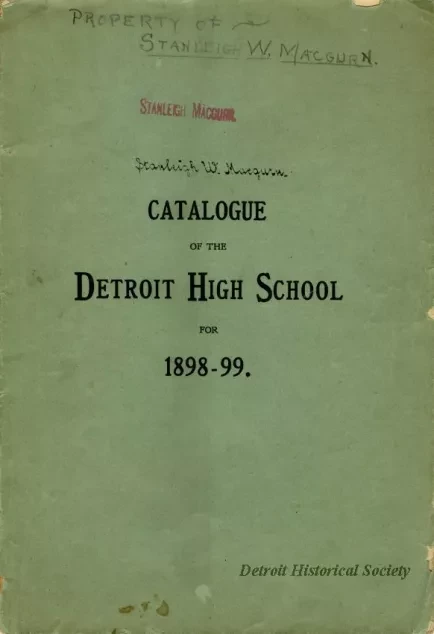 PROPERTY of
STANLEIGH W. MACGURN.
STANLEIGH MACGURN.
Stanleigh W. Macgurn.
CATALOGUE
OF THE
DETROIT HIGH SCHOOL
FOR
1898-99.
Detroit Historical Society